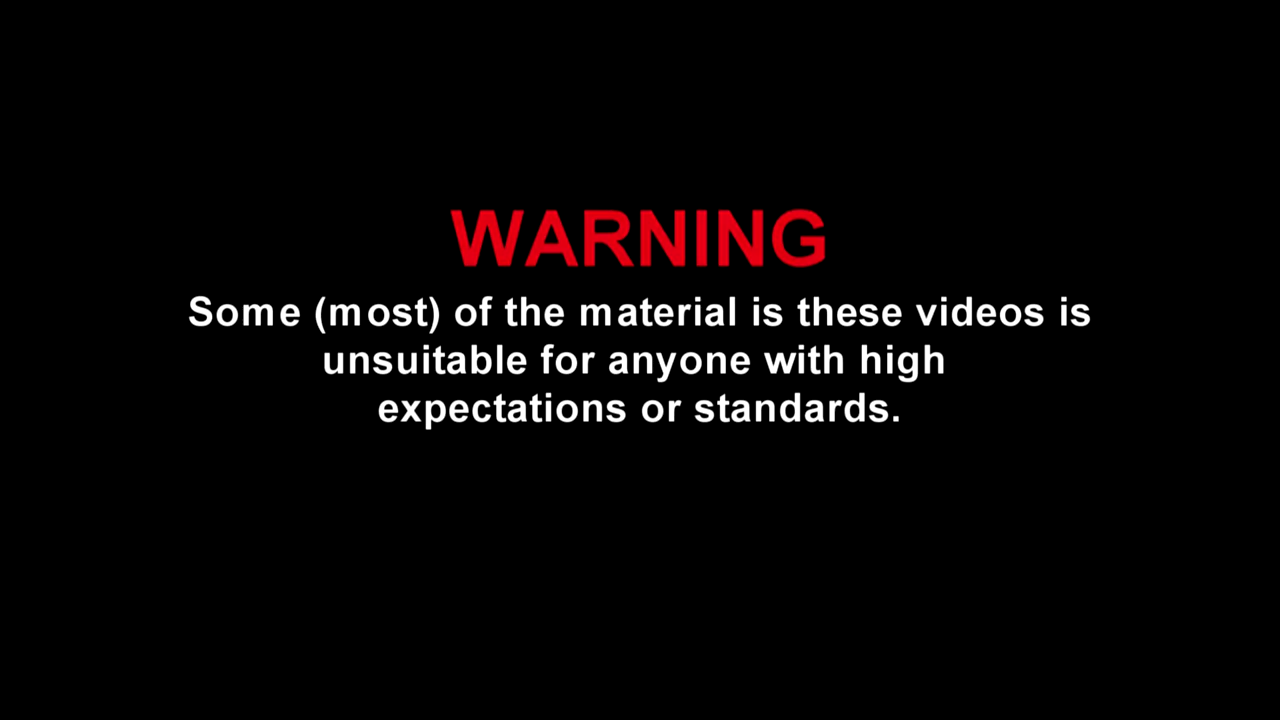 WARNING
Some (most) of the material is these videos is
unsuitable for anyone with high
expectations or standards.